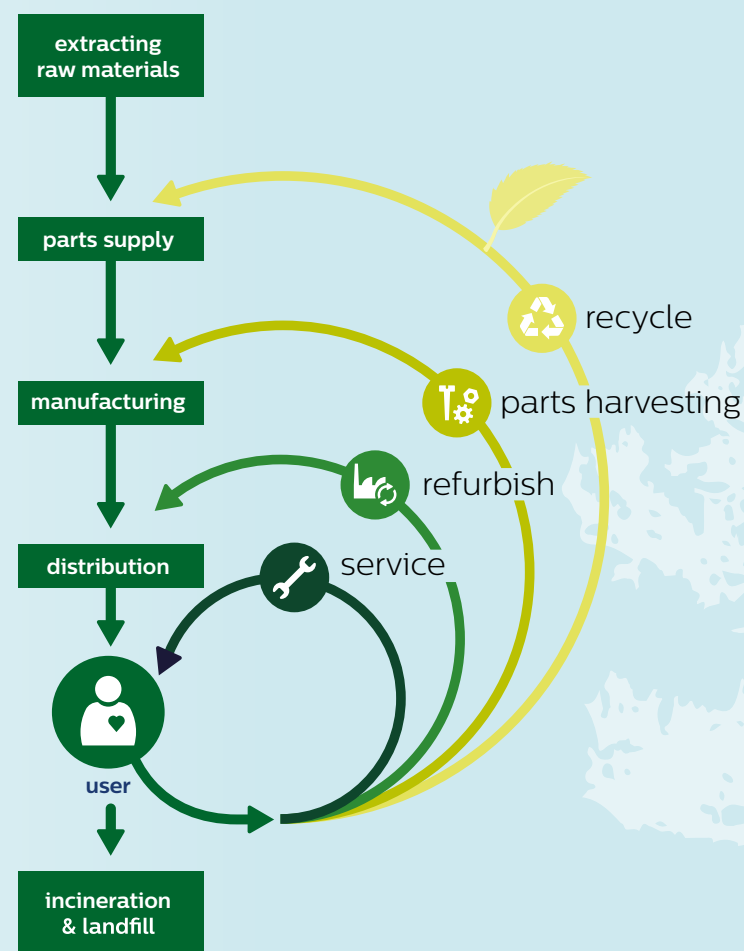 extracting
raw materials
parts supply
recycle
manufacturing
parts harvesting
refurbish
distribution
service
user
incineration
& landfill